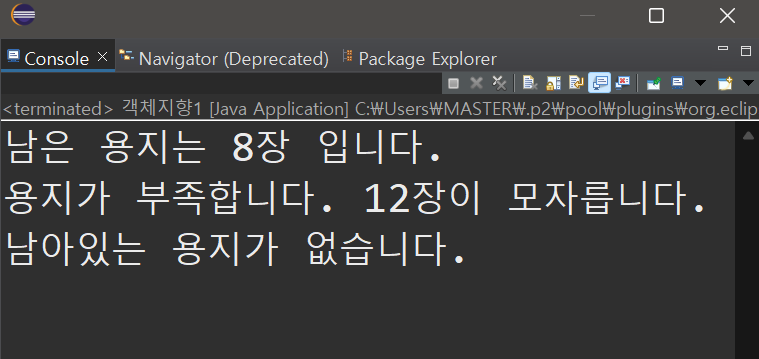 Console
Navigator (Deprecated)
Package Explorer
<terminated> 객체지향1 [Java Application] C:₩Users₩MASTER₩.p2₩pool₩plugins₩org.eclip
남은 용지는 8장 입니다.
용지가 부족합니다. 12장이 모자릅니다.
남아있는 용지가 없습니다.